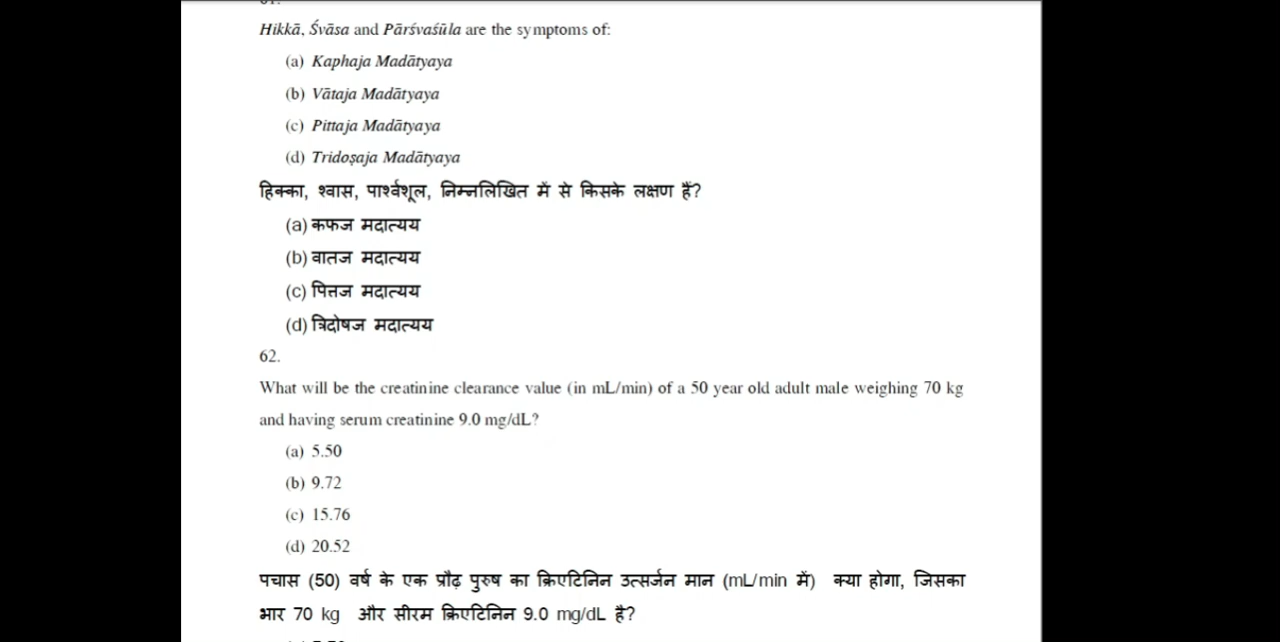 Hikkā, Śvāsa and Pārśvaśūla are the symptoms of:
(a) Kaphaja Madātyaya
(b) Vātaja Madātyaya
(c) Pittaja Madātyaya
(d) Tridoṣaja Madātyaya
हिक्का, श्वास, पार्श्वशूल, निम्नलिखित में से किसके लक्षण हैं?
(a) कफज मदात्यय
(b) वातज मदात्यय
(c) पित्तज मदात्यय
(d) त्रिदोषज मदात्यय
62.
What will be the creatinine clearance value (in mL/min) of a 50 year old adult male weighing 70 kg
and having serum creatinine 9.0 mg/dL?
(a) 5.50
(b) 9.72
(c) 15.76
(d) 20.52
पचास (50) वर्ष के एक प्रौढ़ पुरुष का क्रिएटिनिन उत्सर्जन मान (mL/min में) क्या होगा, जिसका
भार 70 kg और सीरम क्रिएटिनिन 9.0 mg/dL है?